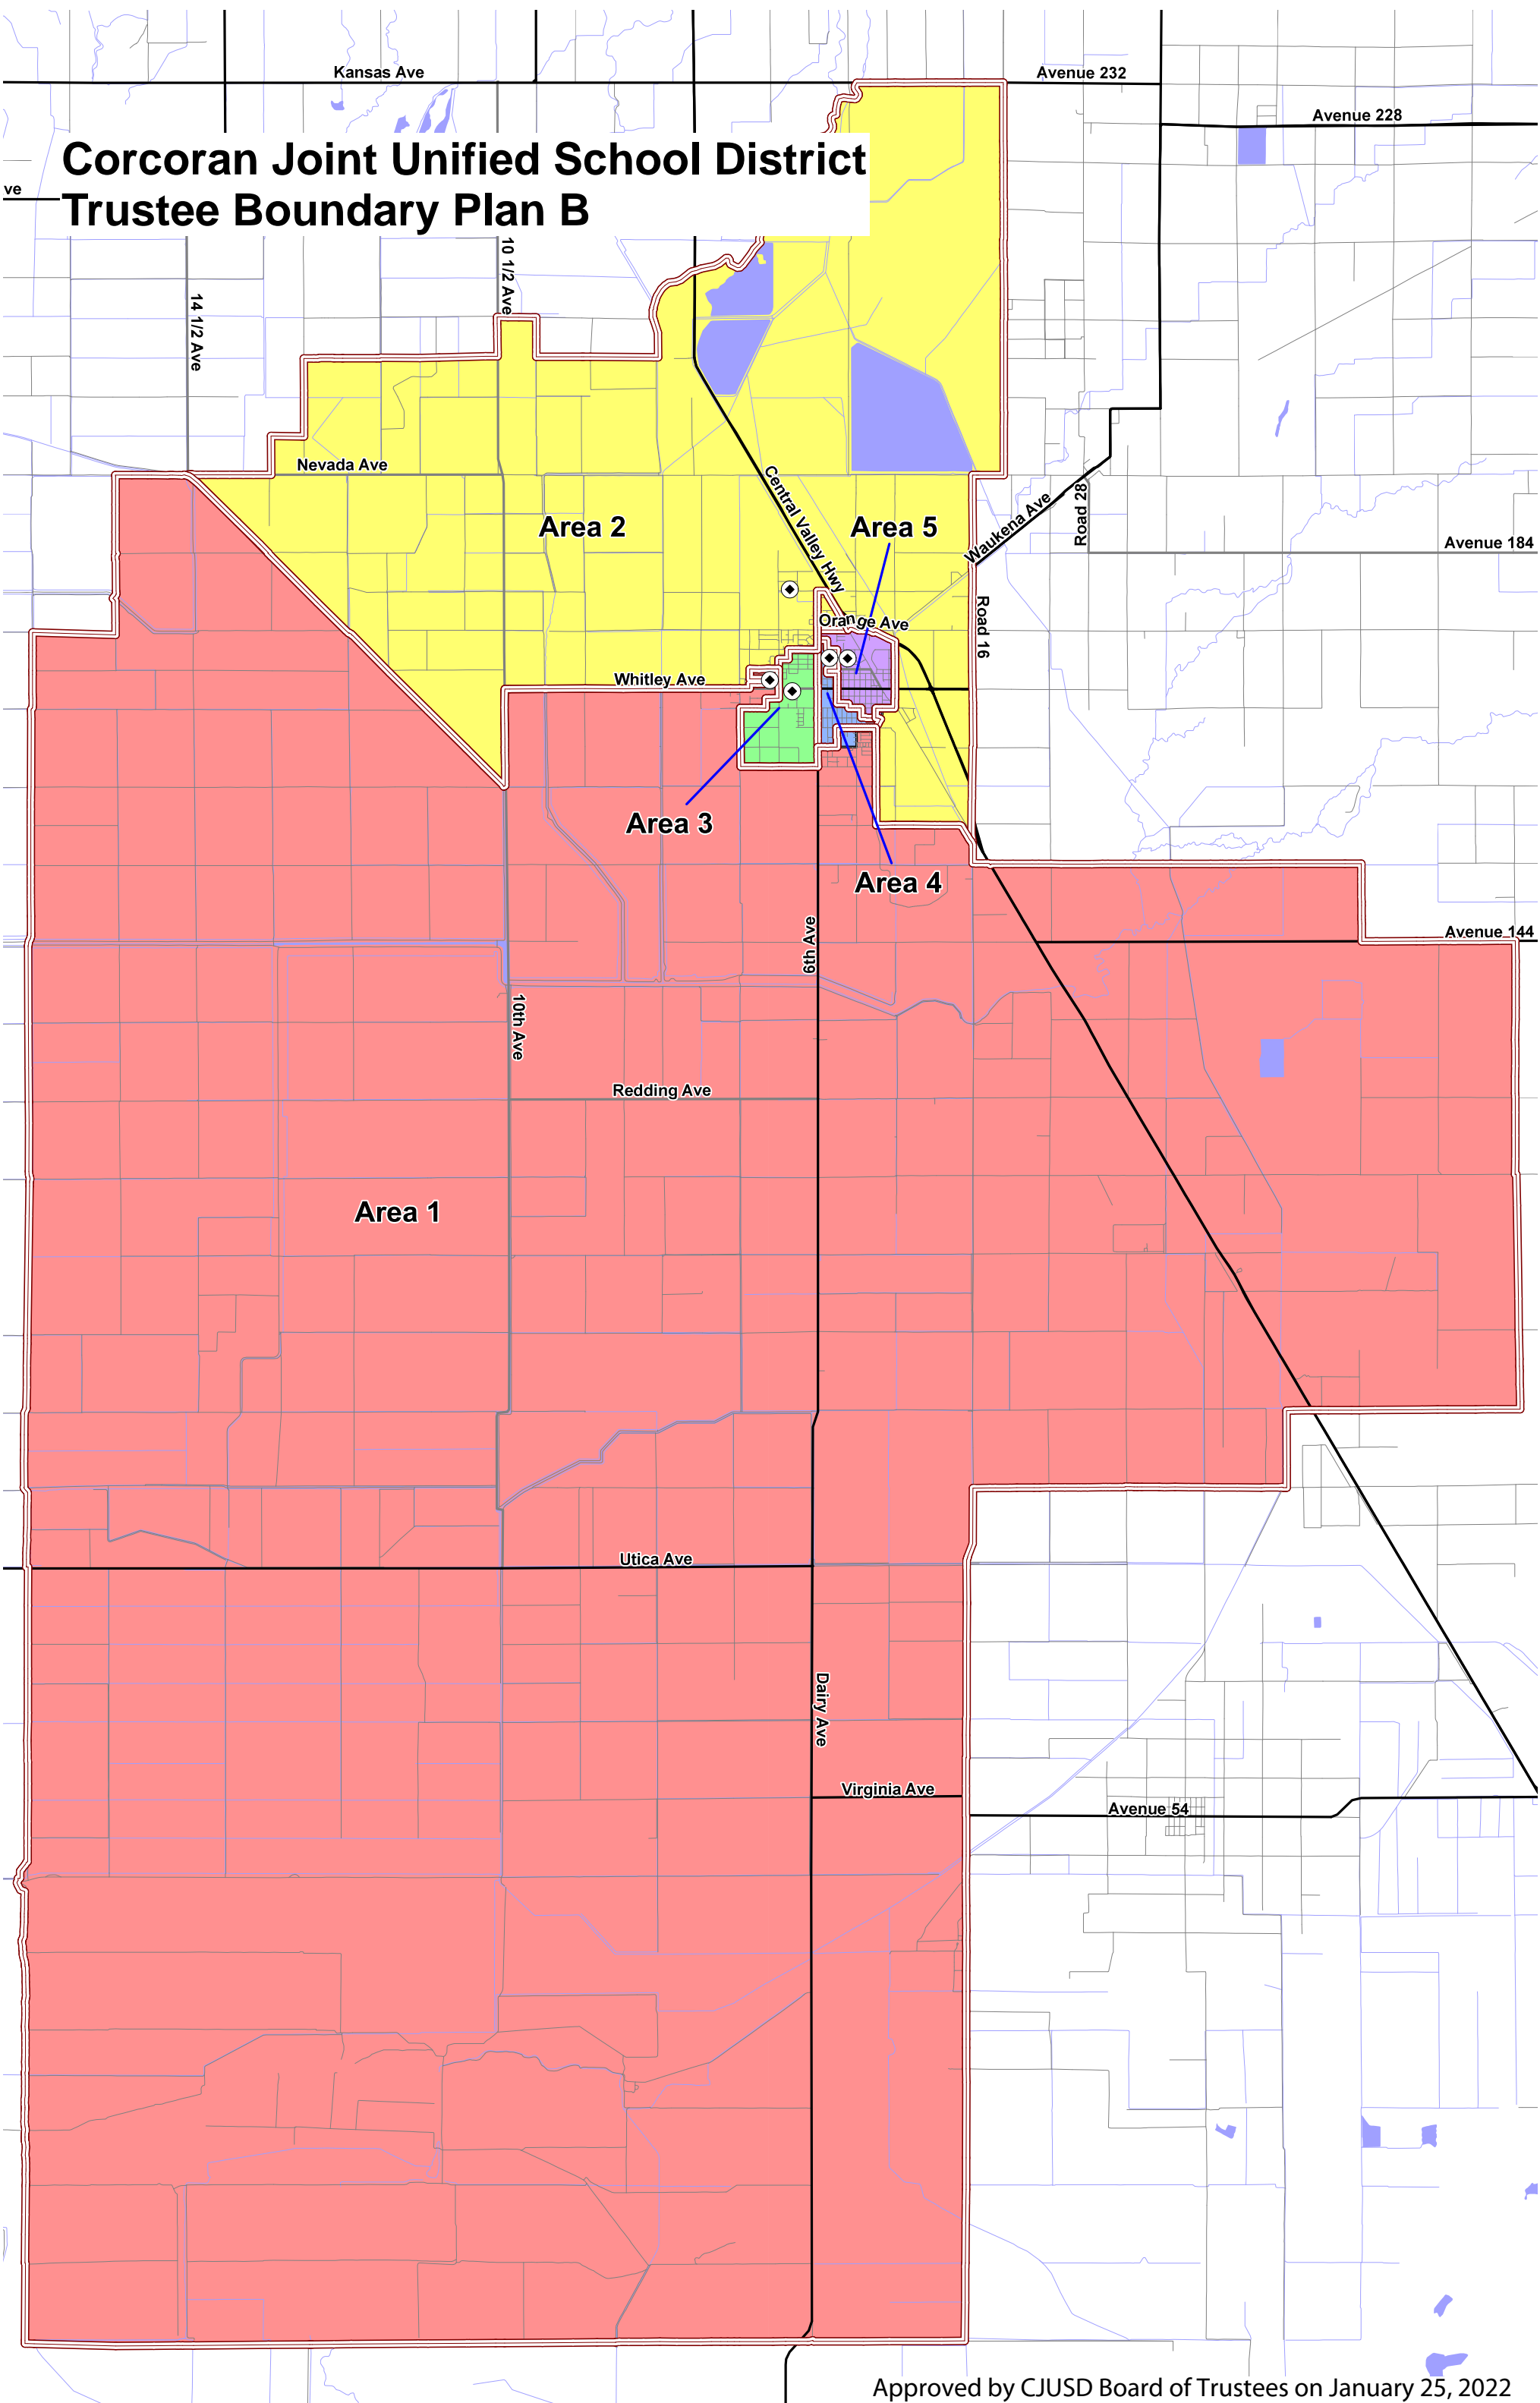 Kansas Ave
Avenue 232
Avenue 228
Corcoran Joint Unified School District
Trustee Boundary Plan B
ve
10 1/2 Ave
14 1/2 Ave
Nevada Ave
Central Valley Hwy
Area 2
Area 5
Waukena Ave
Road 28
Avenue 184
Orange Ave
Road 16
Whitley Ave
Area 3
Area 4
6th Ave
Avenue 144
10th Ave
Redding Ave
Area 1
Utica Ave
Dairy Ave
Virginia Ave
Avenue 54
Approved by CJUSD Board of Trustees on January 25, 2022